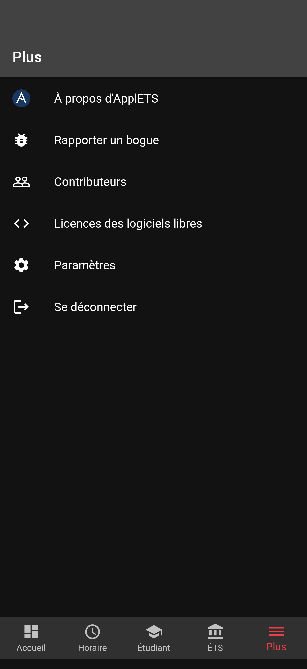 Plus
À propos d'ApplETS
Rapporter un bogue
Contributeurs
Licences des logiciels libres
Paramètres
Se déconnecter
Accueil
Horaire
Étudiant
ÉTS
Plus